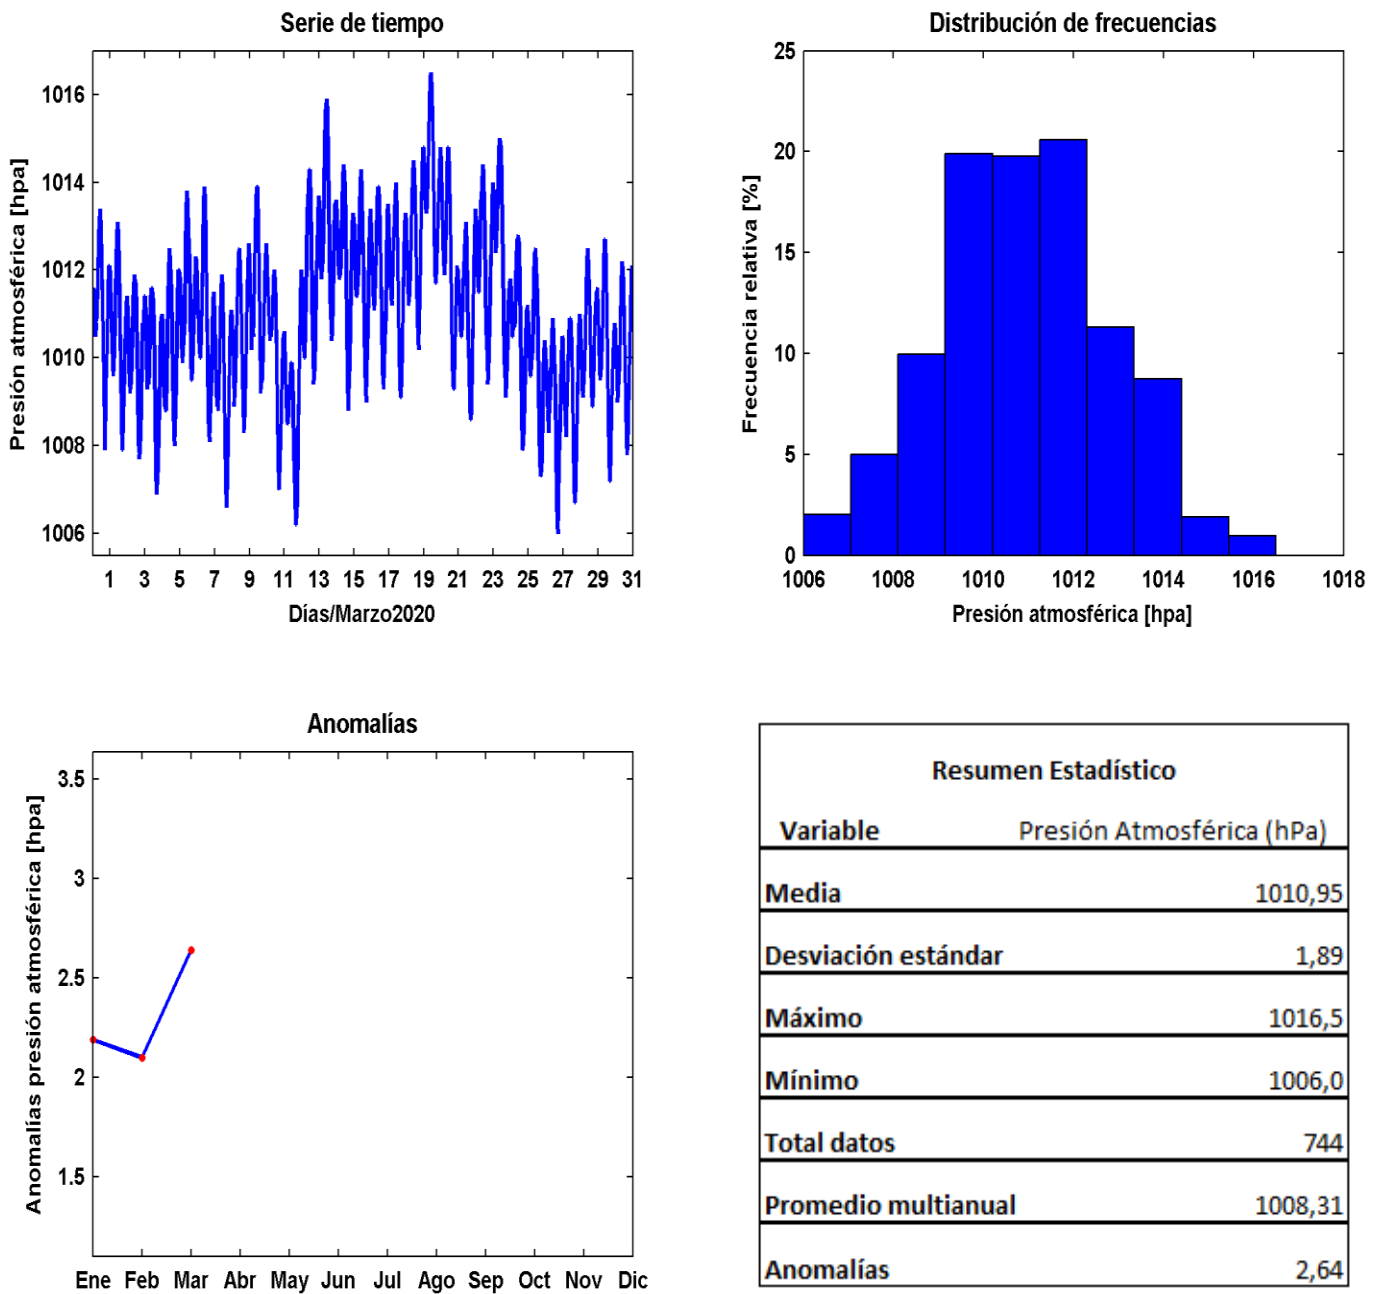 Serie de tiempo
Presión atmosférica [hpa]
1016
1014
1012
1010
1008
1006
1 3 5 7 9 11 13 15 17 19 21 23 25 27 29 31
Días/Marzo2020
Distribución de frecuencias
Frecuencia relativa [%]
25
20
15
10
5
0
1006 1008 1010 1012 1014 1016 1018
Presión atmosférica [hpa]
Anomalías
Anomalías presión atmosférica [hpa]
3.5
3
2.5
2
1.5
Ene Feb Mar Abr May Jun Jul Ago Sep Oct Nov Dic
Resumen Estadístico
Variable Presión Atmosférica (hPa)
Media 1010,95
Desviación estándar 1,89
Máximo 1016,5
Mínimo 1006,0
Total datos 744
Promedio multianual 1008,31
Anomalías 2,64